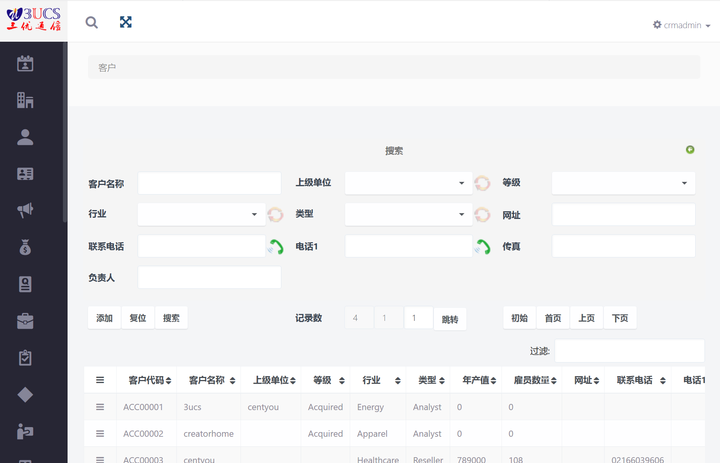 3UCS
三优通信
crmadmin
客户
搜索
客户名称 上级单位 等级
行业 类型 网址
联系电话 电话1 传真
负责人
添加 复位 搜索 记录数 4 1 1 跳转 初始 首页 上页 下页
过滤:
客户代码 客户名称 上级单位 等级 行业 类型 年产值 雇员数量 网址 联系电话 电话1
ACC00001 3ucs centyou Acquired Energy Analyst 0 0
ACC00002 creatorhome Acquired Apparel Analyst 0 0
ACC00003 centyou Healthcare Reseller 789000 108 02166039606